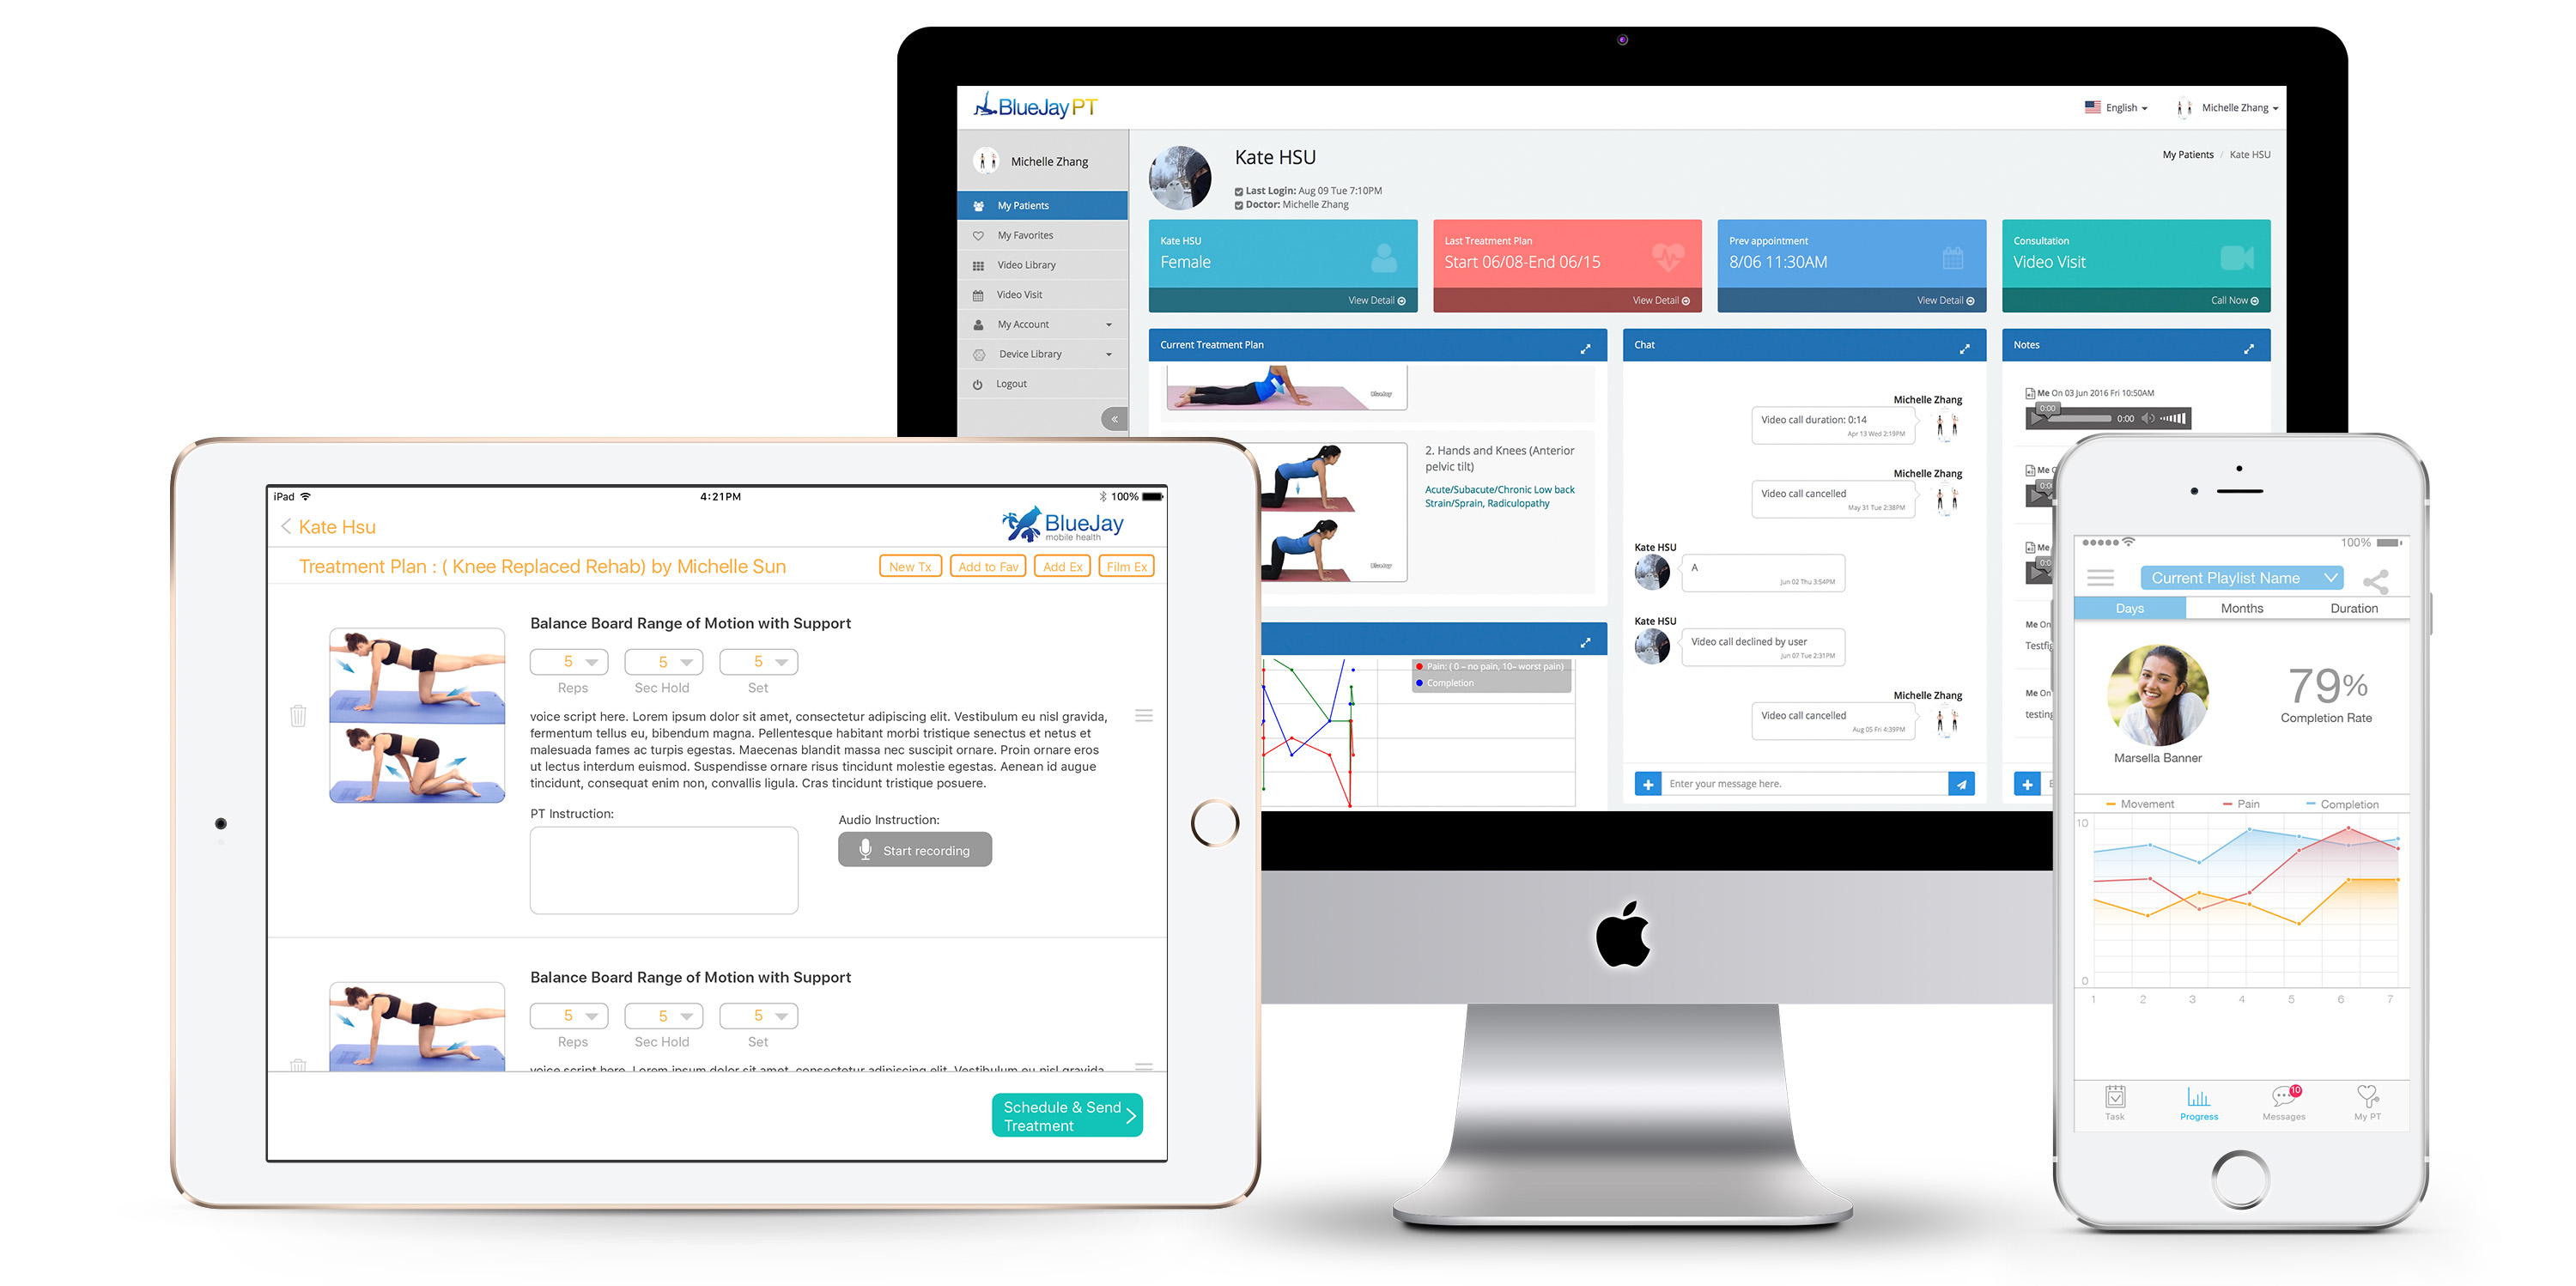 BlueJay PT
English
Michelle Zhang
Michelle Zhang
My Patients
My Favorites
Video Library
Video Visit
My Account
Device Library
Logout
Kate HSU
Last Login: Aug 09 Tue 7:10PM
Doctor: Michelle Zhang
My Patients / Kate HSU
Kate HSU
Female
View Detail
Last Treatment Plan
Start 06/08-End 06/15
View Detail
Prev appointment
8/06 11:30AM
View Detail
Consultation
Video Visit
Call Now
Current Treatment Plan
BlueJay
2. Hands and Knees (Anterior
pelvic tilt)
Acute/Subacute/Chronic Low back
Strain/Sprain, Radiculopathy
BlueJay
Pain: ( 0 – no pain, 10– worst pain)
Completion
Chat
Michelle Zhang
Video call duration: 0:14
Apr 13 Wed 2:19PM
Michelle Zhang
Video call cancelled
May 31 Tue 2:38PM
Kate HSU
A
Jun 02 Thu 3:54PM
Kate HSU
Video call declined by user
Jun 07 Tue 2:31PM
Michelle Zhang
Video call cancelled
Aug 05 Fri 4:39PM
Enter your message here.
Notes
Me On 03 Jun 2016 Fri 10:50AM
0:00
0:00
Me
Me
Me On
Me On
testing
iPad
4:21PM
100%
Kate Hsu
BlueJay
mobile health
Treatment Plan : ( Knee Replaced Rehab) by Michelle Sun
New Tx
Add to Fav
Add Ex
Film Ex
Balance Board Range of Motion with Support
5 5 5
Reps Sec Hold Set
voice script here. Lorem ipsum dolor sit amet, consectetur adipiscing elit. Vestibulum eu nisl gravida,
fermentum tellus eu, bibendum magna. Pellentesque habitant morbi tristique senectus et netus et
malesuada fames ac turpis egestas. Maecenas blandit massa nec suscipit ornare. Proin ornare eros
ut lectus interdum euismod. Suspendisse ornare risus tincidunt molestie egestas. Aenean id augue
tincidunt, consequat enim non, convallis ligula. Cras tincidunt tristique posuere.
PT Instruction:
Audio Instruction:
Start recording
Balance Board Range of Motion with Support
5 5 5
Reps Sec Hold Set
voice script here. Lorem ipsum dolor sit amet, consectetur adipiscing elit. Vestibulum eu nisl gravida,
Schedule & Send
Treatment
100%
Current Playlist Name
Days Months Duration
79%
Completion Rate
Marsella Banner
Movement Pain Completion
10
0
1 2 3 4 5 6 7
10
Task Progress Messages My PT